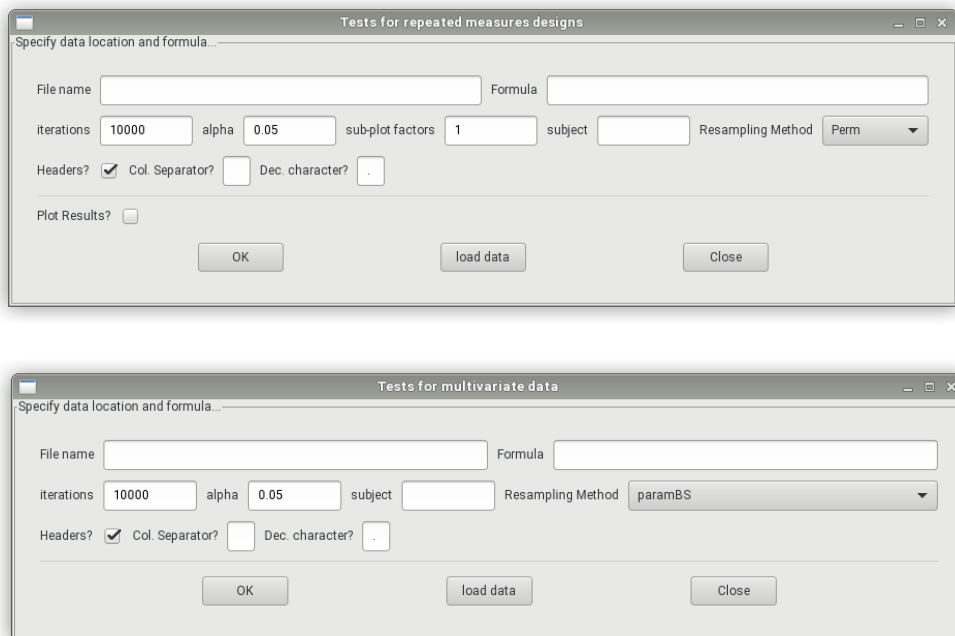 Tests for repeated measures designs
Specify data location and formula...
File name Formula
iterations 10000 alpha 0.05 sub-plot factors 1 subject Resampling Method Perm
Headers? Col. Separator? Dec. character? .
Plot Results?
OK load data Close
Tests for multivariate data
Specify data location and formula...
File name Formula
iterations 10000 alpha 0.05 subject Resampling Method paramBS
Headers? Col. Separator? Dec. character? .
OK load data Close